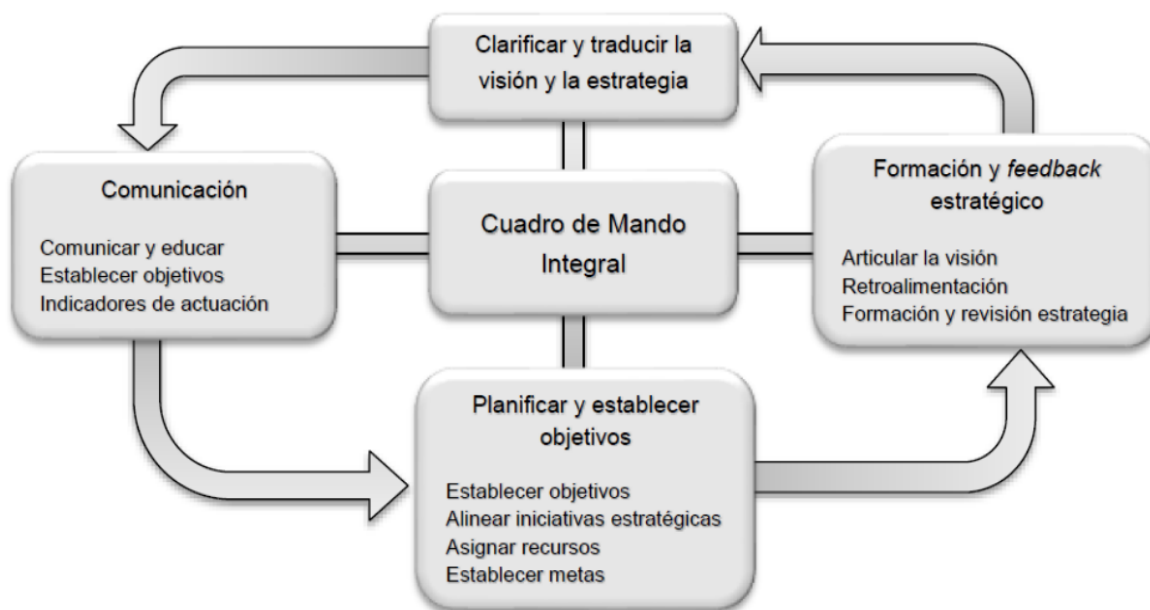 Clarificar y traducir la
visión y la estrategia
Comunicación
Comunicar y educar
Establecer objetivos
Indicadores de actuación
Cuadro de Mando
Integral
Formación y feedback
estratégico
Articular la visión
Retroalimentación
Formación y revisión estrategia
Planificar y establecer
objetivos
Establecer objetivos
Alinear iniciativas estratégicas
Asignar recursos
Establecer metas